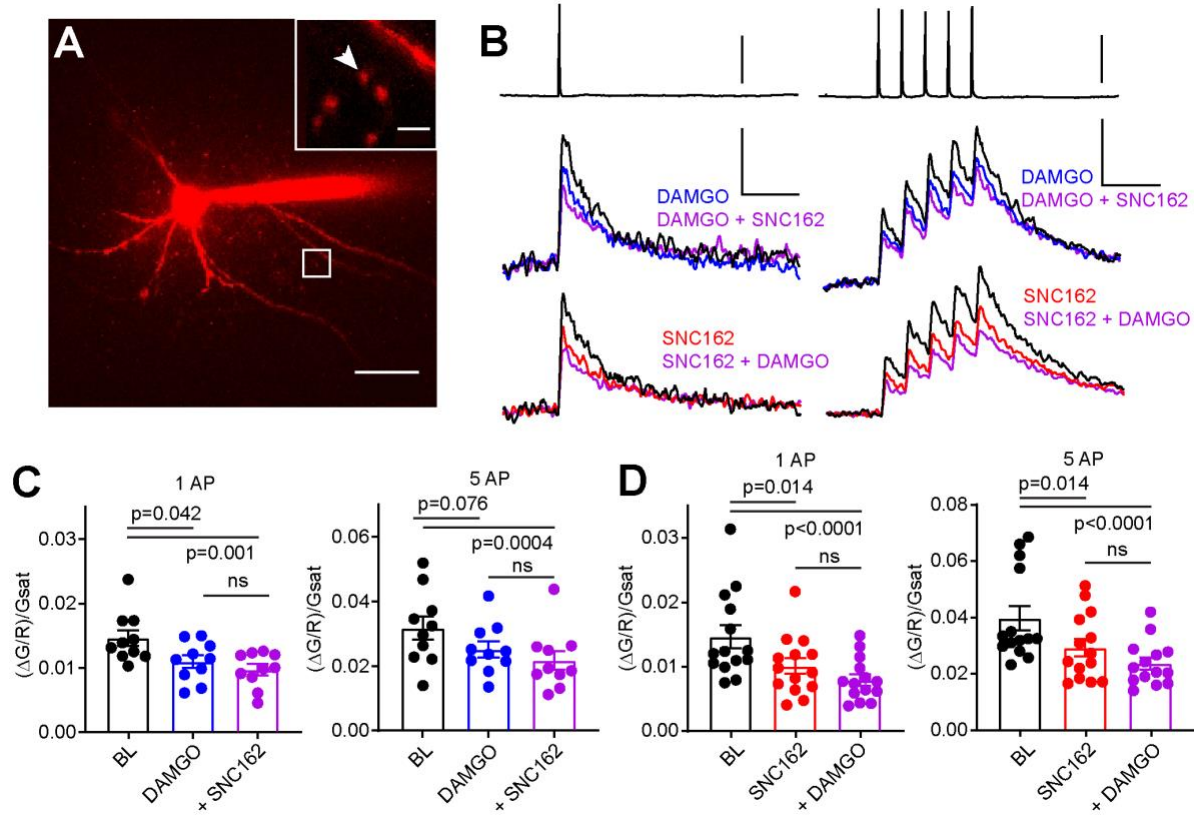 A
B
DAMGO
DAMGO + SNC162
DAMGO
DAMGO + SNC162
SNC162
SNC162 + DAMGO
SNC162
SNC162 + DAMGO
C
1 AP
p=0.042
p=0.001
ns
(ΔG/R)/Gsat
0.03
0.02
0.01
0.00
BL
DAMGO
+ SNC162
5 AP
p=0.076
p=0.0004
ns
(ΔG/R)/Gsat
0.06
0.04
0.02
0.00
BL
DAMGO
+ SNC162
D
1 AP
p=0.014
p<0.0001
ns
(ΔG/R)/Gsat
0.04
0.03
0.02
0.01
0.00
BL
SNC162
+ DAMGO
5 AP
p=0.014
p<0.0001
ns
(ΔG/R)/Gsat
0.08
0.06
0.04
0.02
0.00
BL
SNC162
+ DAMGO